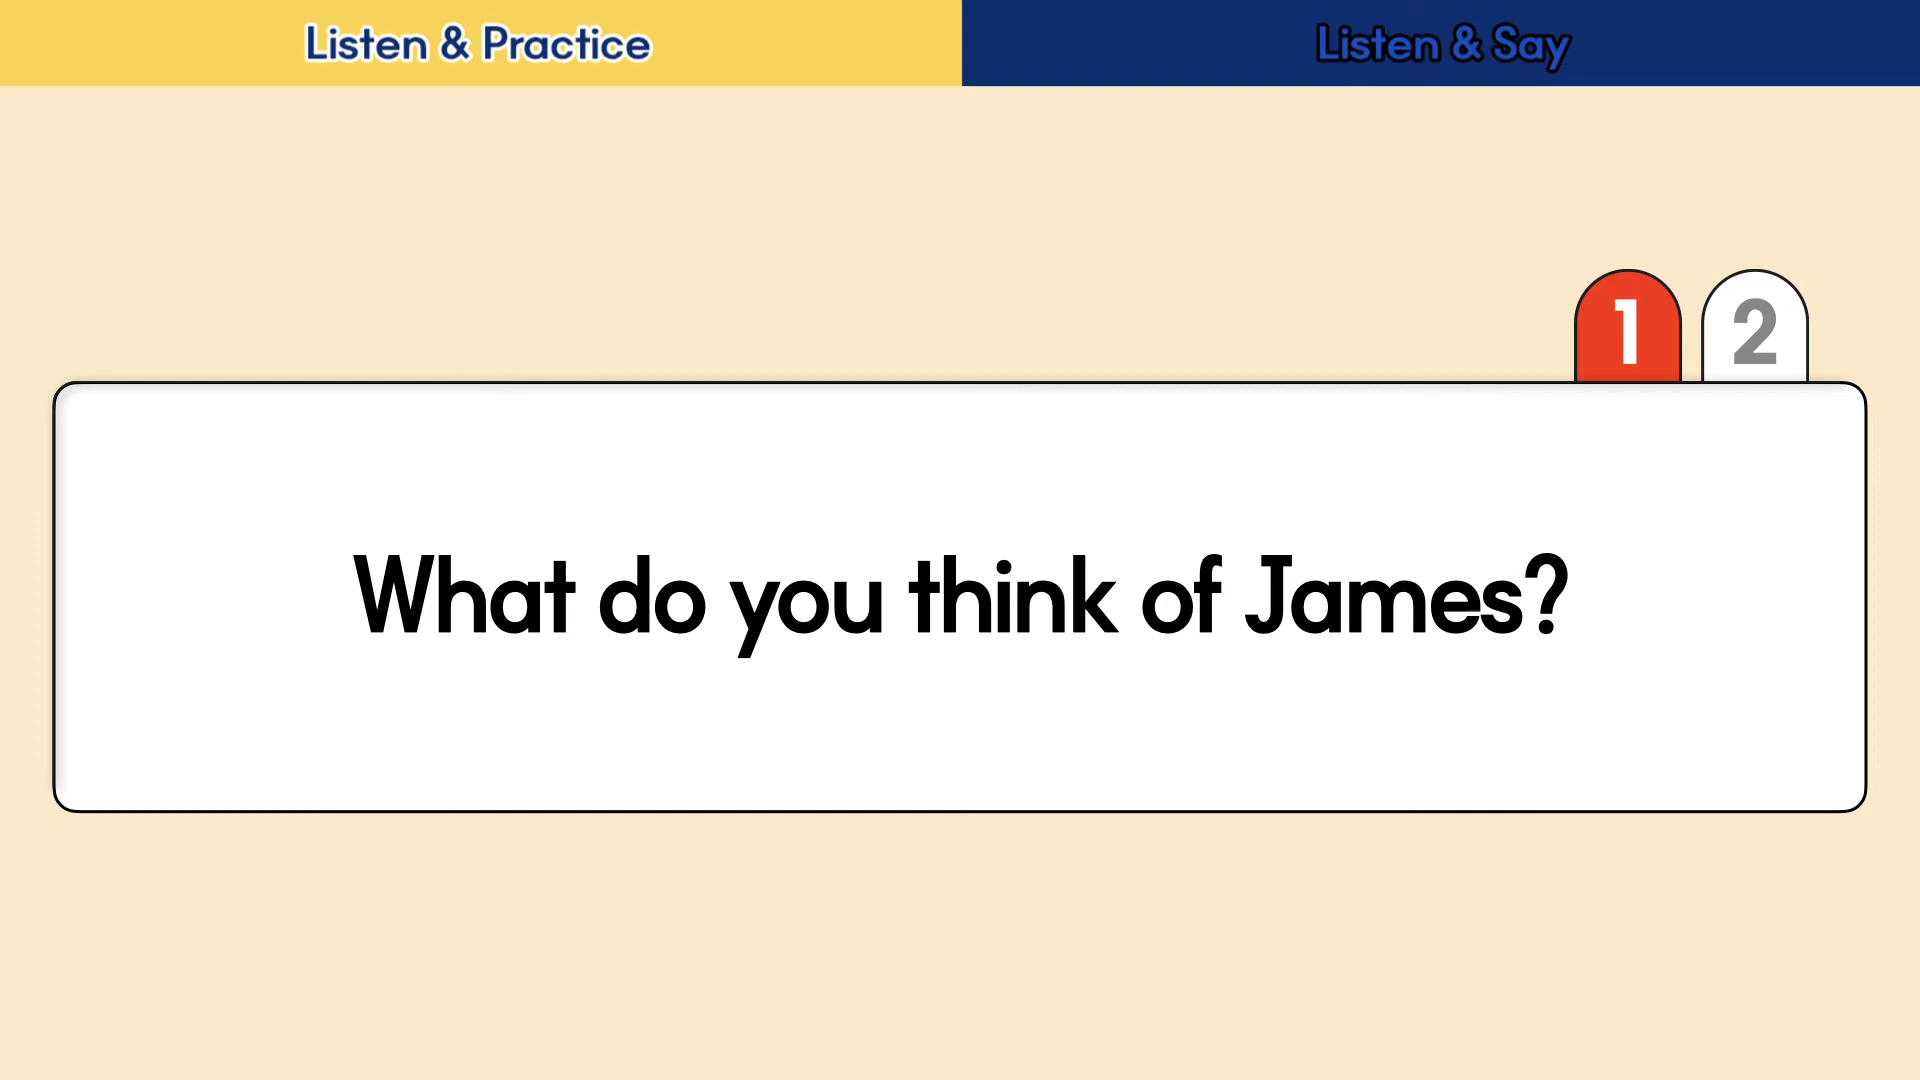 Listen & Practice
Listen & Say
1 2
What do you think of James?